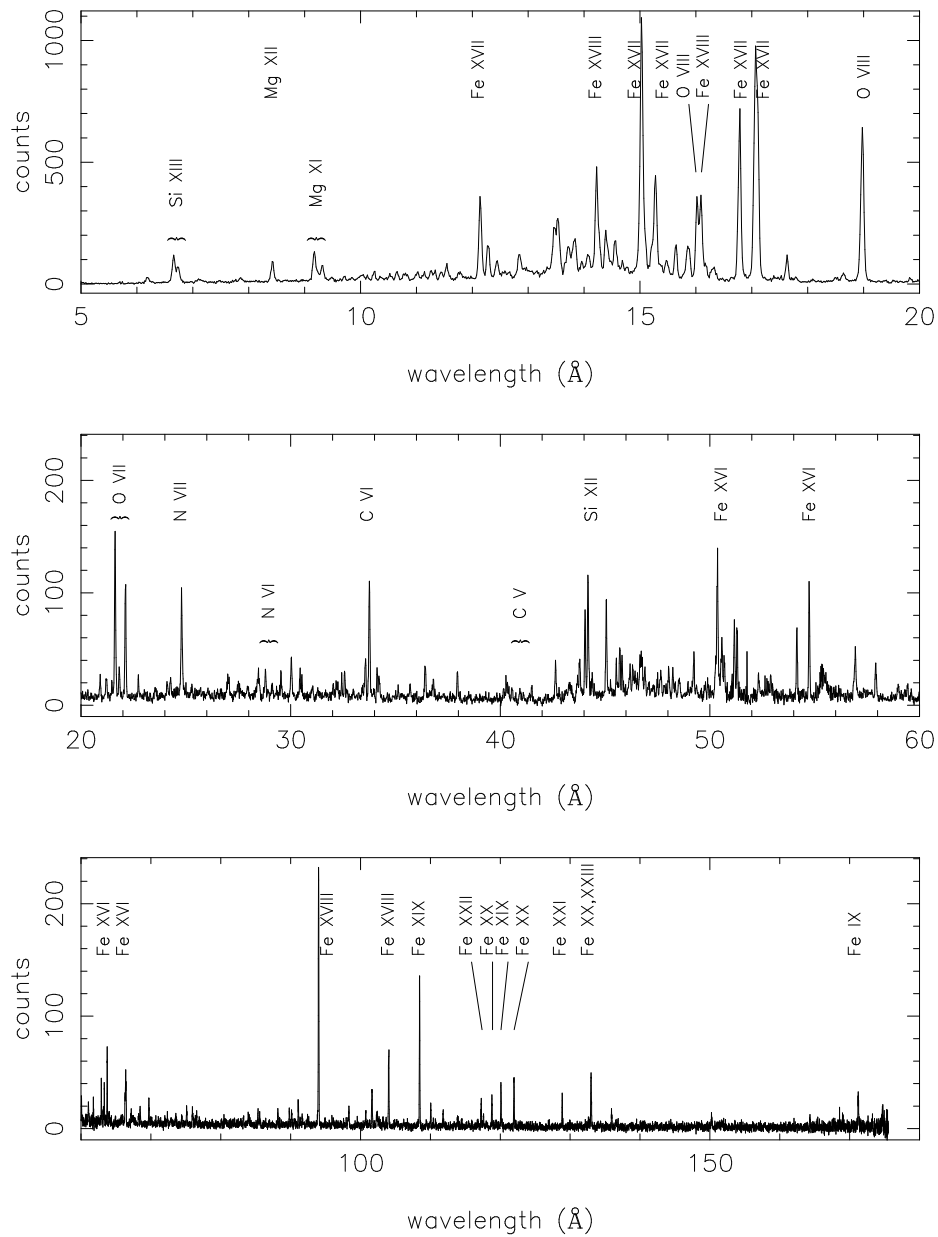 1000
500
0
counts
Si XIII
Mg XII
Mg XI
Fe XVII
Fe XVIII
Fe XVII
Fe XVII
O VIII
Fe XVIII
Fe XVII
Fe XVII
O VIII
5
10
15
20
wavelength (Å)
200
100
0
counts
O VII
N VII
N VI
C VI
C V
Si XII
Fe XVI
Fe XVI
20
30
40
50
60
wavelength (Å)
200
100
0
counts
Fe XVI
Fe XVI
Fe XVIII
Fe XVIII
Fe XIX
Fe XXII
Fe XX
Fe XIX
Fe XX
Fe XXI
Fe XX,XXIII
Fe IX
100
150
wavelength (Å)